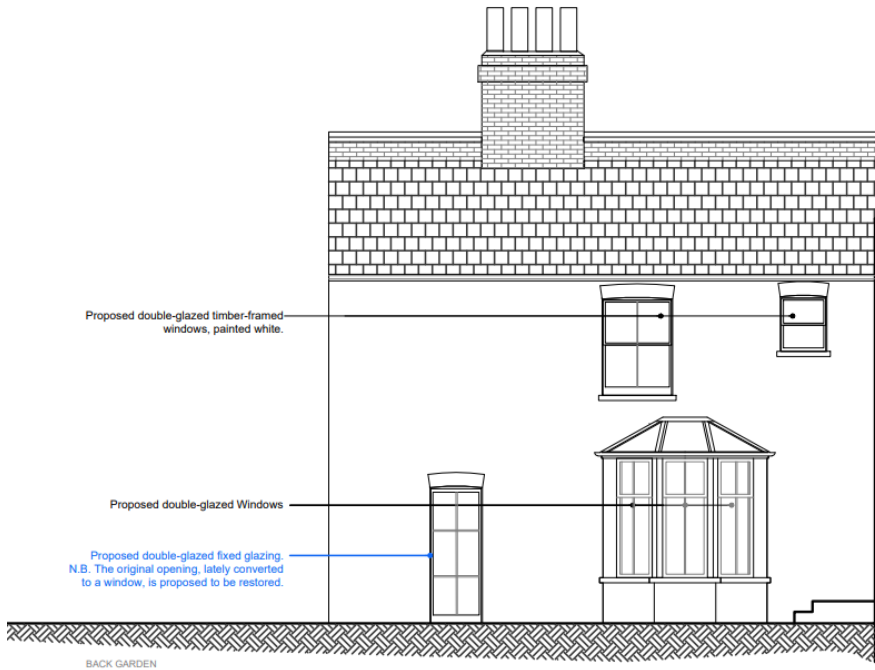 Proposed double-glazed timber-framed
windows, painted white.
Proposed double-glazed Windows
Proposed double-glazed fixed glazing.
N.B. The original opening, lately converted
to a window, is proposed to be restored.
BACK GARDEN